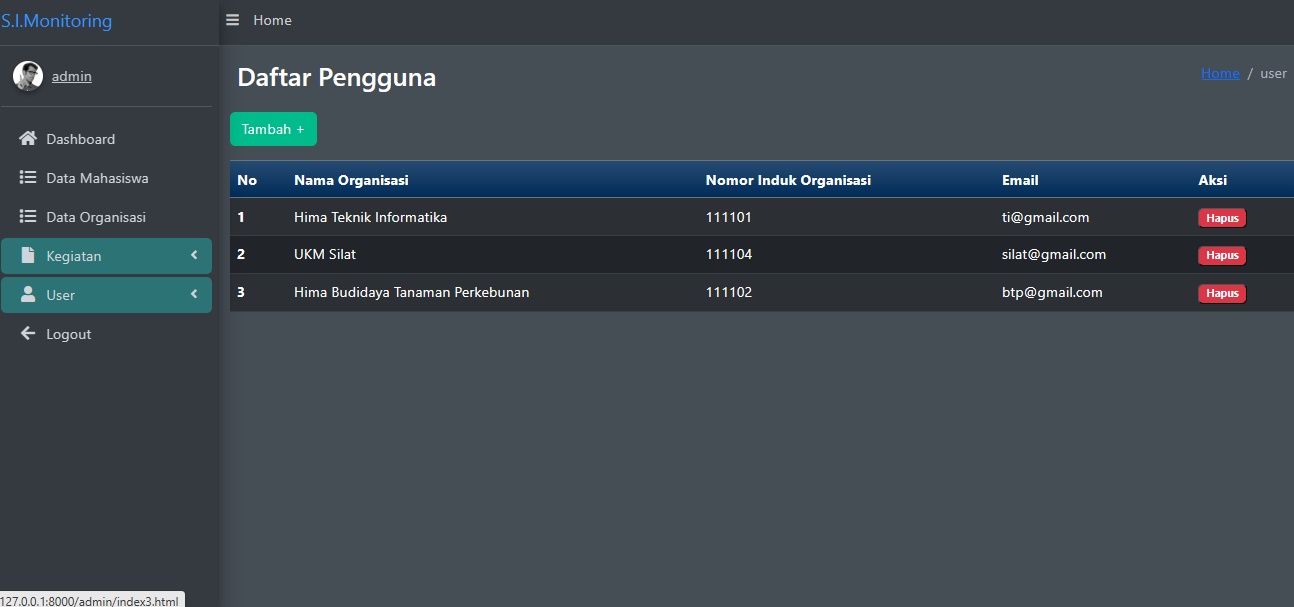 S.I.Monitoring
Home
admin
Daftar Pengguna
Home / user
Tambah +
Dashboard
Data Mahasiswa
Data Organisasi
Kegiatan
User
Logout
No Nama Organisasi Nomor Induk Organisasi Email Aksi
1 Hima Teknik Informatika 111101 ti@gmail.com Hapus
2 UKM Silat 111104 silat@gmail.com Hapus
3 Hima Budidaya Tanaman Perkebunan 111102 btp@gmail.com Hapus
127.0.0.1:8000/admin/index3.html